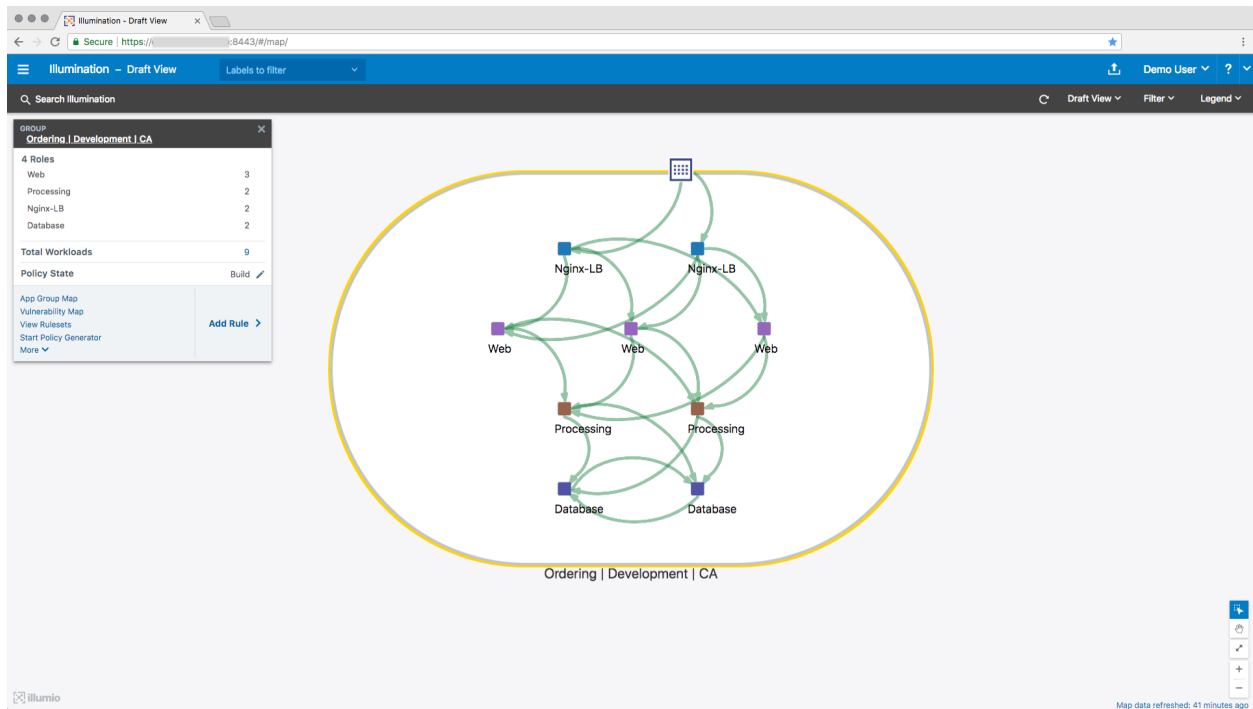 Illumination - Draft View
Secure | https:// :8443/#/map/
Illumination – Draft View Labels to filter Demo User ?
Search Illumination Draft View Filter Legend
GROUP
Ordering | Development | CA
4 Roles
Web 3
Processing 2
Nginx-LB 2
Database 2
Total Workloads 9
Policy State Build
App Group Map
Vulnerability Map
View Rulesets
Start Policy Generator
More
Add Rule
Nginx-LB Nginx-LB
Web Web Web
Processing Processing
Database Database
Ordering | Development | CA
illumio
Map data refreshed: 41 minutes ago